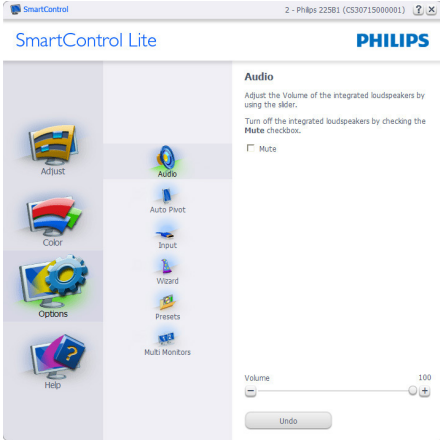 SmartControl
2 - Philips 225B1 (CS30715000001)
? X
SmartControl Lite
PHILIPS
Adjust
Color
Options
Help
Audio
Auto Pivot
Input
Wizard
Presets
Multi Monitors
Audio
Adjust the Volume of the integrated loudspeakers by
using the slider.
Turn off the integrated loudspeakers by checking the
Mute checkbox.
Mute
Volume 100
Undo